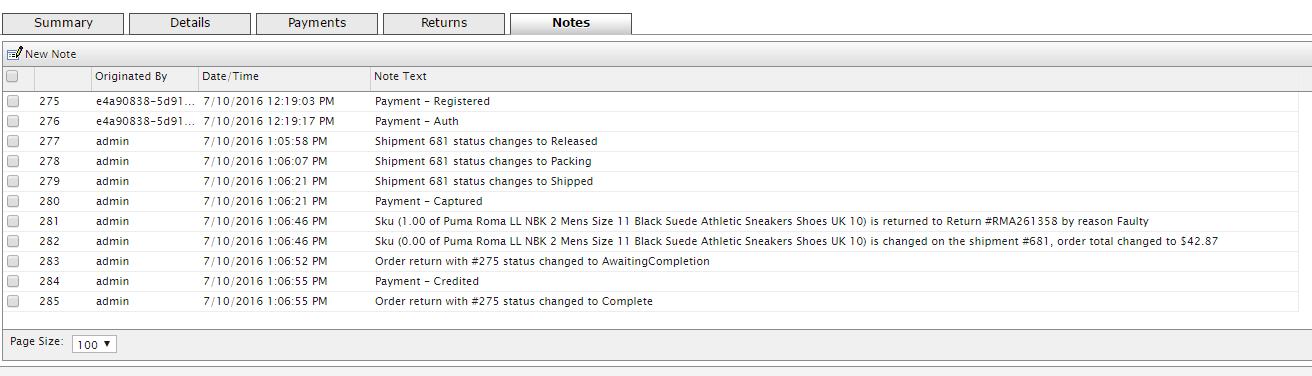 Summary Details Payments Returns Notes
New Note
Originated By Date/Time Note Text
275 e4a90838-5d91... 7/10/2016 12:19:03 PM Payment - Registered
276 e4a90838-5d91... 7/10/2016 12:19:17 PM Payment - Auth
277 admin 7/10/2016 1:05:58 PM Shipment 681 status changes to Released
278 admin 7/10/2016 1:06:07 PM Shipment 681 status changes to Packing
279 admin 7/10/2016 1:06:21 PM Shipment 681 status changes to Shipped
280 admin 7/10/2016 1:06:21 PM Payment - Captured
281 admin 7/10/2016 1:06:46 PM Sku (1.00 of Puma Roma LL NBK 2 Mens Size 11 Black Suede Athletic Sneakers Shoes UK 10) is returned to Return #RMA261358 by reason Faulty
282 admin 7/10/2016 1:06:46 PM Sku (0.00 of Puma Roma LL NBK 2 Mens Size 11 Black Suede Athletic Sneakers Shoes UK 10) is changed on the shipment #681, order total changed to $42.87
283 admin 7/10/2016 1:06:52 PM Order return with #275 status changed to AwaitingCompletion
284 admin 7/10/2016 1:06:55 PM Payment - Credited
285 admin 7/10/2016 1:06:55 PM Order return with #275 status changed to Complete
Page Size: 100